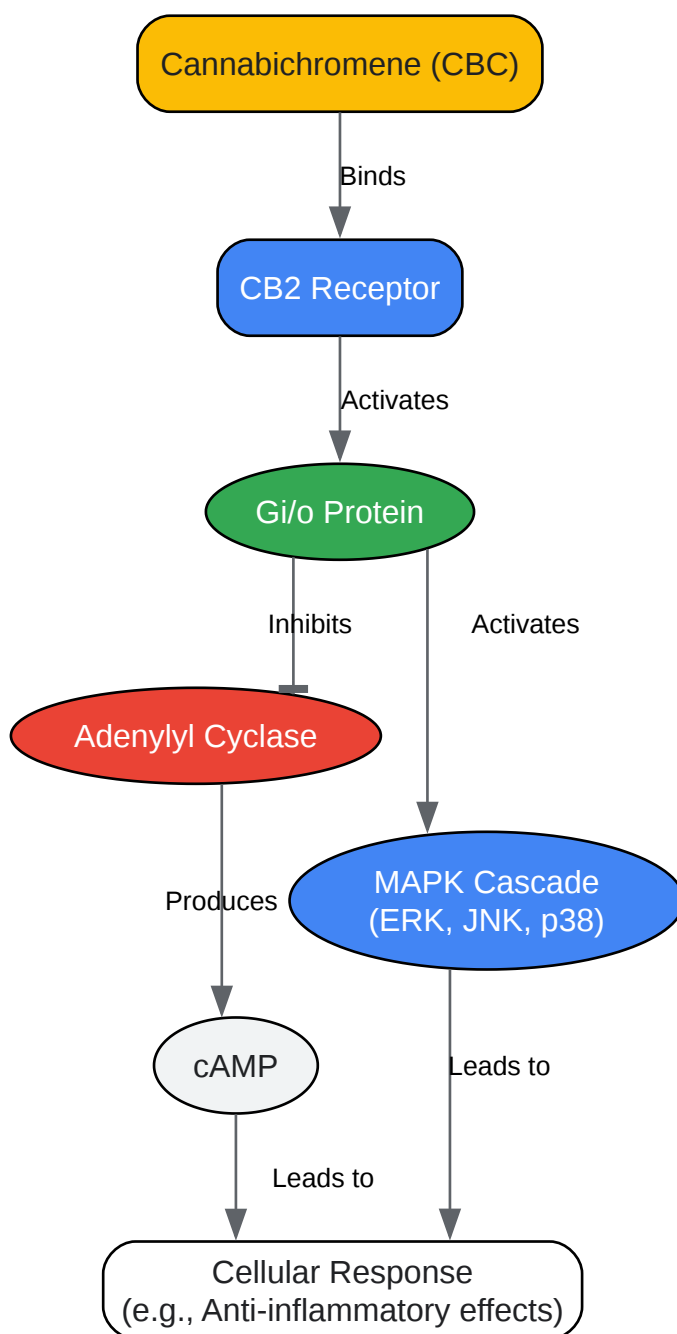 Cannabichromene (CBC)
Binds
CB2 Receptor
Activates
Gi/o Protein
Inhibits
Activates
Adenylyl Cyclase
MAPK Cascade
(ERK, JNK, p38)
Produces
cAMP
Leads to
Leads to
Cellular Response
(e.g., Anti-inflammatory effects)